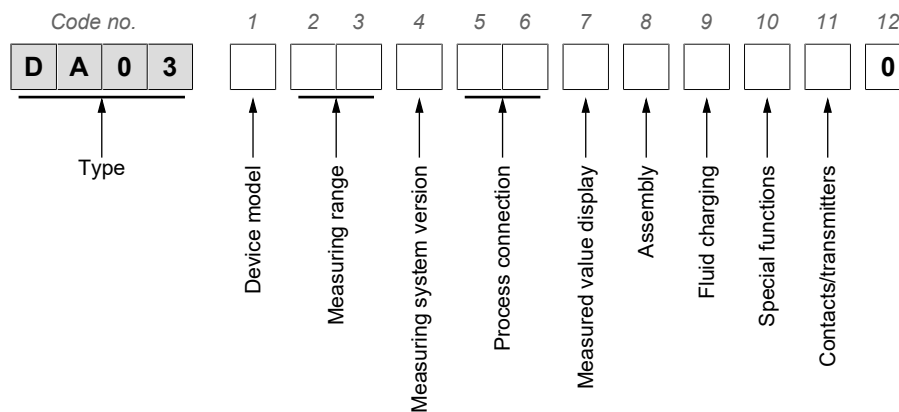 Code no. 1 2 3 4 5 6 7 8 9 10 11 12
D A 0 3 0
Type
Device model
Measuring range
Measuring system version
Process connection
Measured value display
Assembly
Fluid charging
Special functions
Contacts/transmitters